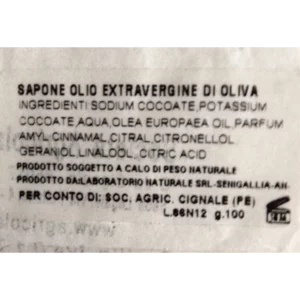 SAPONE OLIO EXTRAVERGINE DI OLIVA
INGREDIENTI:SODIUM COCOATE,POTASSIUM
COCOATE,AQUA,OLEA EUROPAEA OIL,PARFUM
AMYL CINNAMAL,CITRAL,CITRONELLOL
GERANIOL,LINALOOL,,CITRIC ACID
PRODOTTO SOGGETTO A CALO DI PESO NATURALE
PRODOTTO DA:LABORATORIO NATURALE SRL-SENIGALLIA-AN-
PER CONTO DI: SOC. AGRIC. CIGNALE (PE)
L.86N12 g.100